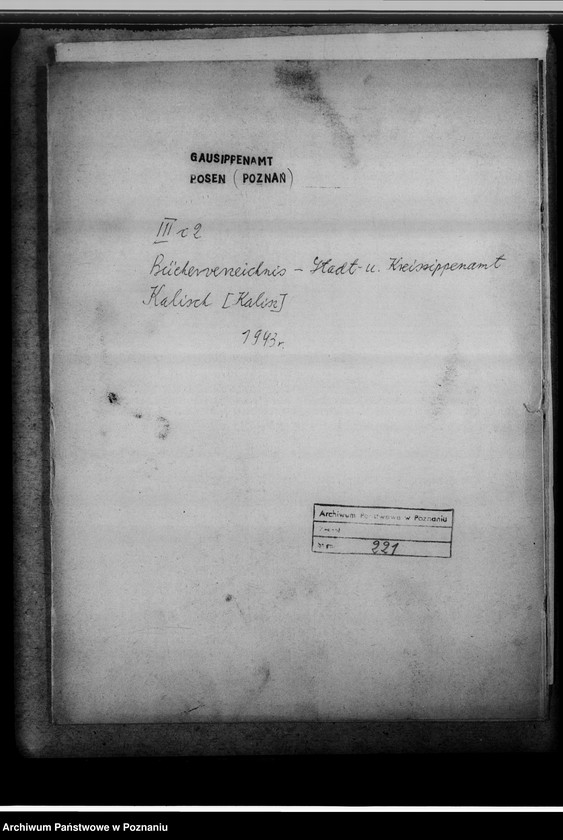 GAUSIPPENAMT
POSEN (POZNAŃ)
III c 2
Bücherverzeichnis – Stadt- u. Kreissippenamt
Kalisch [Kalisz]
1943 r.
Archiwum Państwowe w Poznaniu
221
Archiwum Państwowe w Poznaniu